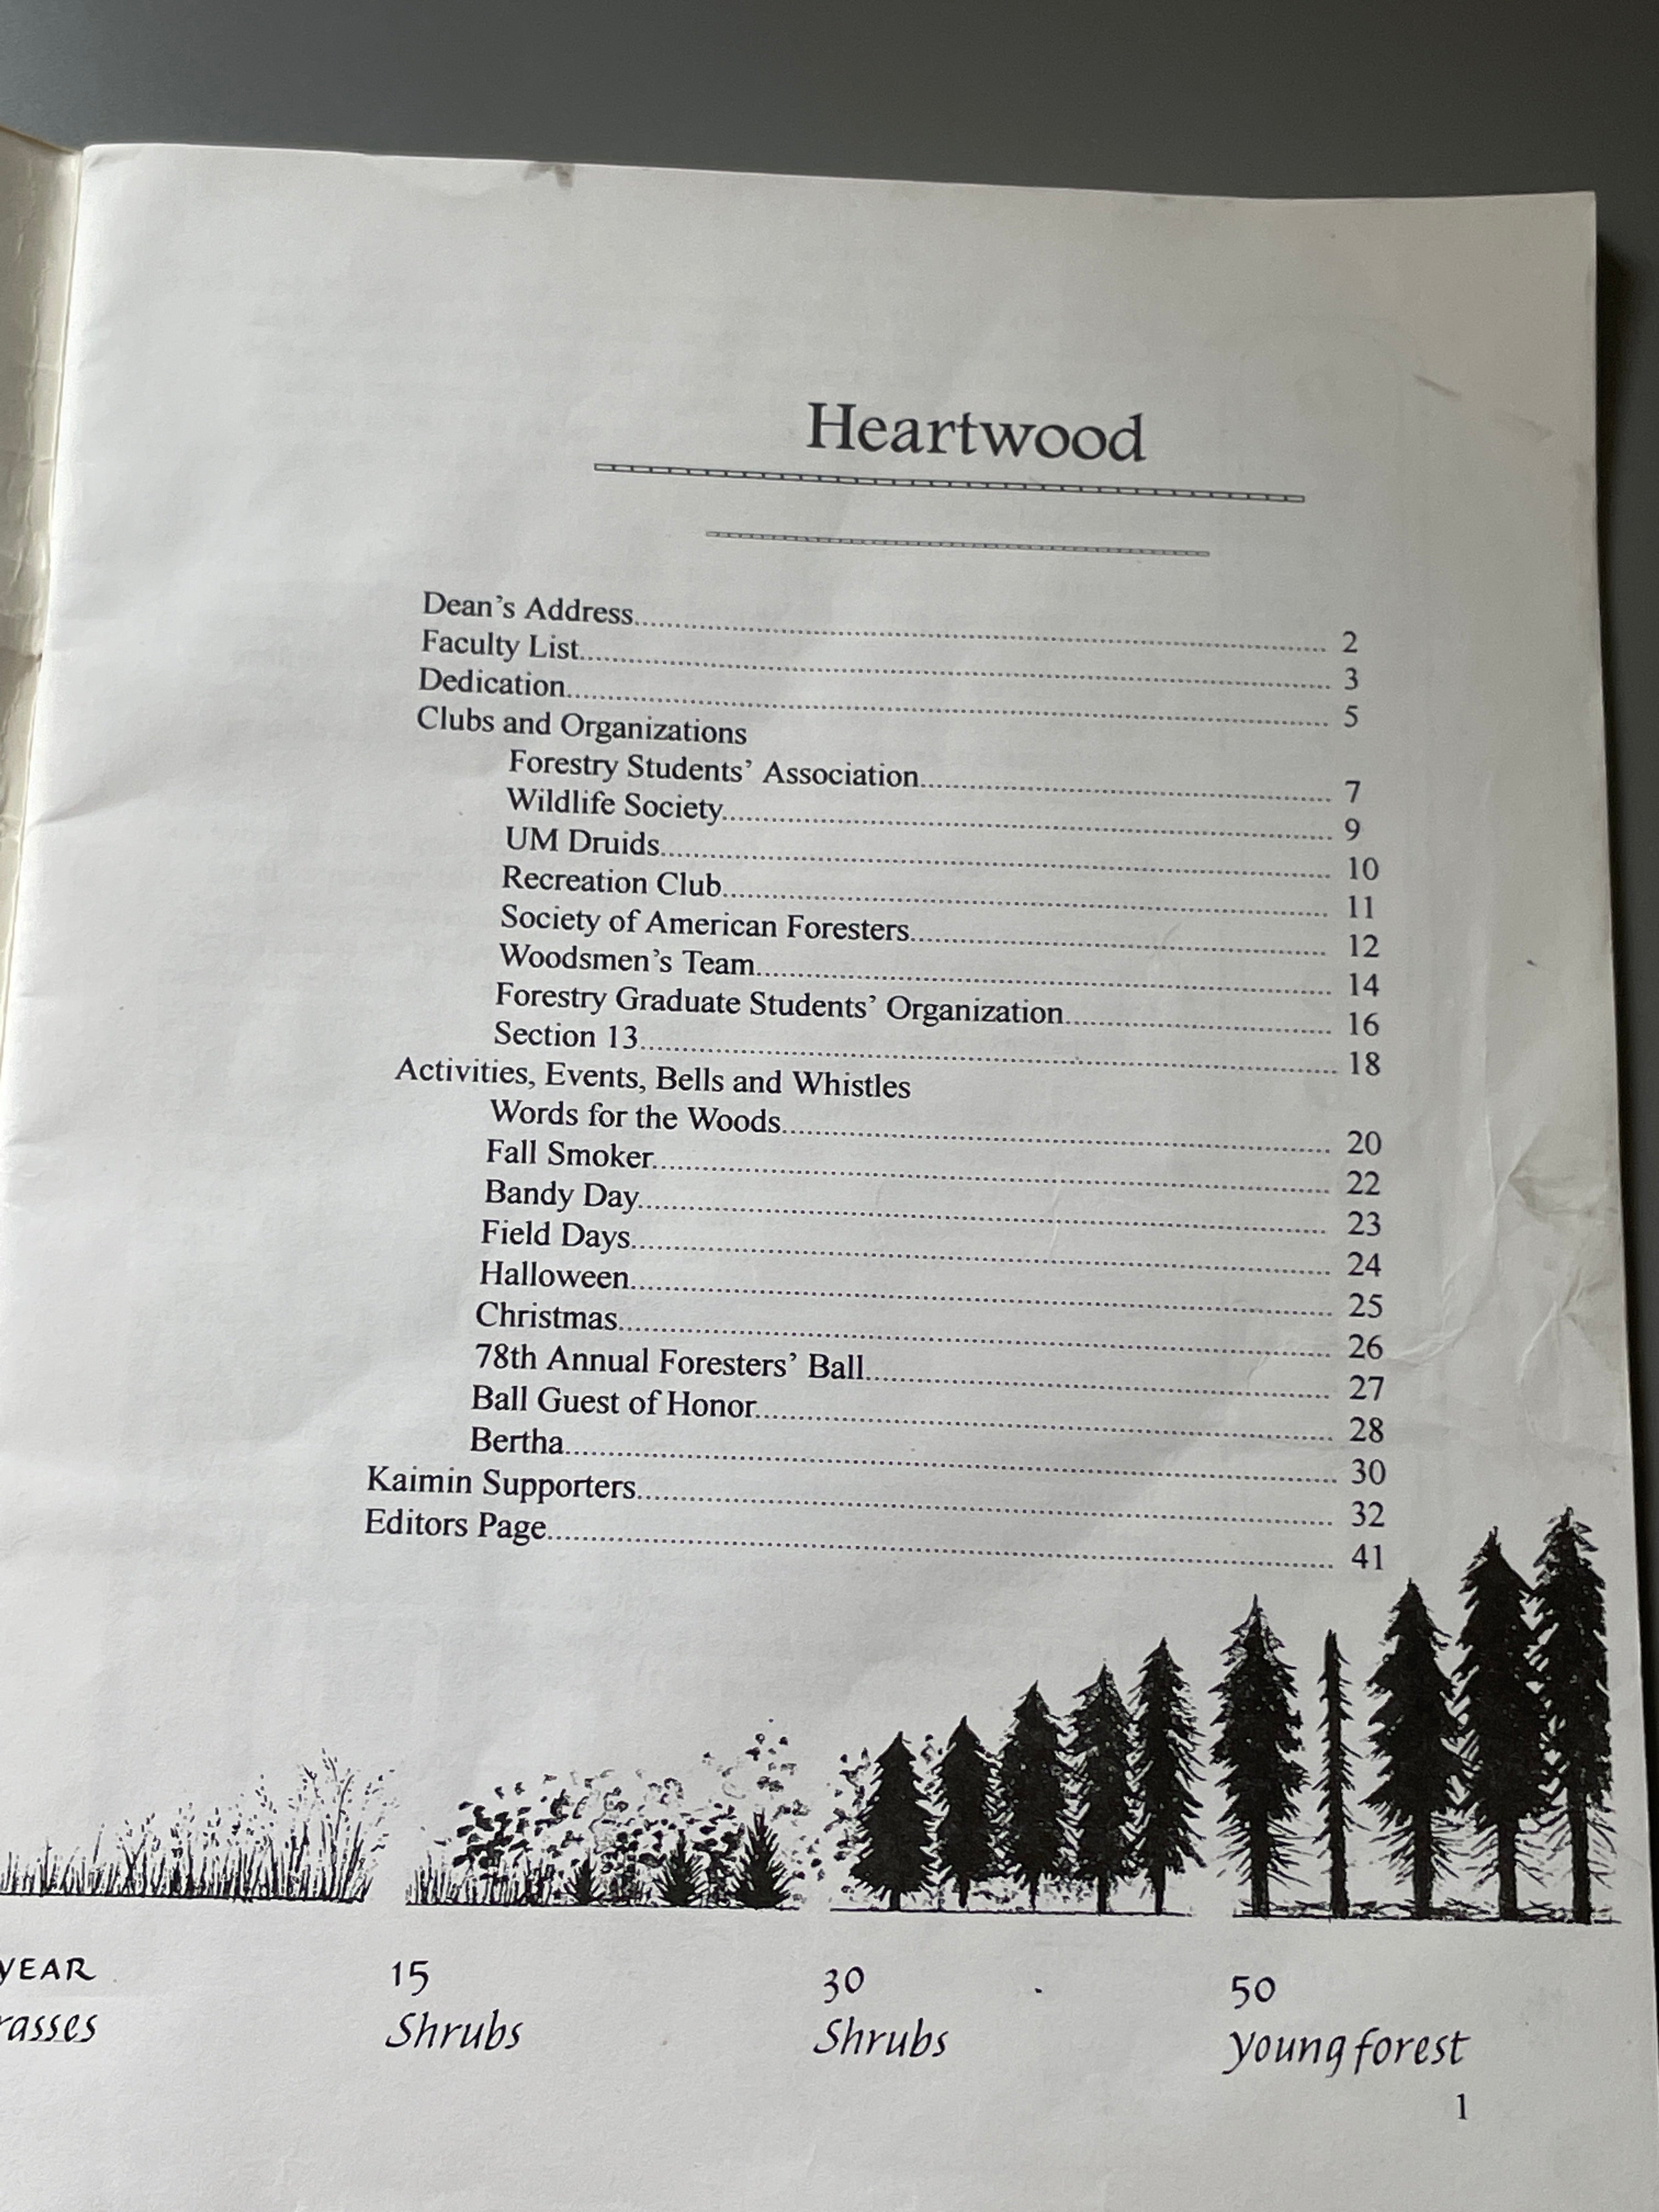 Heartwood
Dean's Address.......... 2
Faculty List.......... 3
Dedication.......... 5
Clubs and Organizations
Forestry Students' Association.......... 7
Wildlife Society.......... 9
UM Druids.......... 10
Recreation Club.......... 11
Society of American Foresters.......... 12
Woodsmen's Team.......... 14
Forestry Graduate Students' Organization.......... 16
Section 13.......... 18
Activities, Events, Bells and Whistles
Words for the Woods.......... 20
Fall Smoker.......... 22
Bandy Day.......... 23
Field Days.......... 24
Halloween.......... 25
Christmas.......... 26
78th Annual Foresters' Ball.......... 27
Ball Guest of Honor.......... 28
Bertha.......... 30
Kaimin Supporters.......... 32
Editors Page.......... 41
YEAR 15 30 50
rasses Shrubs Shrubs young forest
1